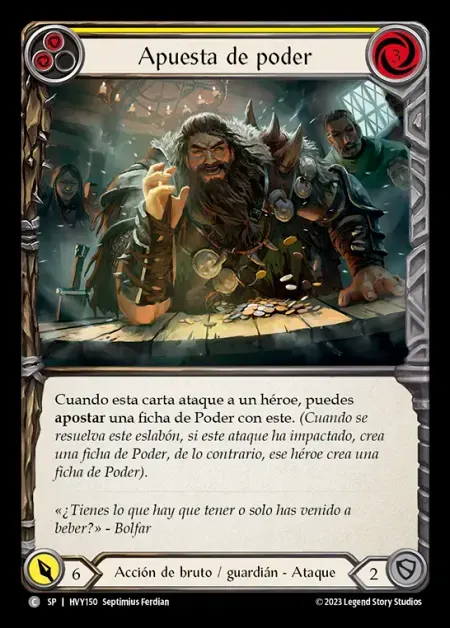 Apuesta de poder
3
Cuando esta carta ataque a un héroe, puedes
apostar una ficha de Poder con este. (Cuando se
resuelva este eslabón, si este ataque ha impactado, crea
una ficha de Poder, de lo contrario, ese héroe crea una
ficha de Poder).
«¿Tienes lo que hay que tener o solo has venido a
beber?» - Bolfar
6
Acción de bruto / guardián - Ataque
2
C SP | HVY150 Septimius Ferdian
© 2023 Legend Story Studios